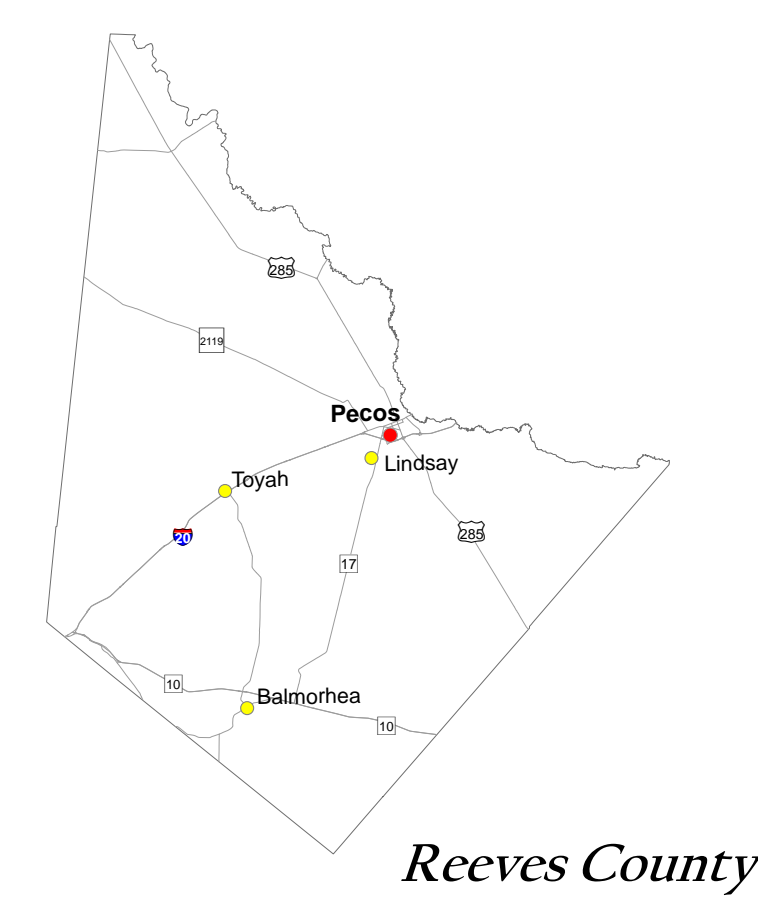 285
2119
Pecos
Lindsay
Toyah
285
20
17
10
Balmorhea
10
Reeves County